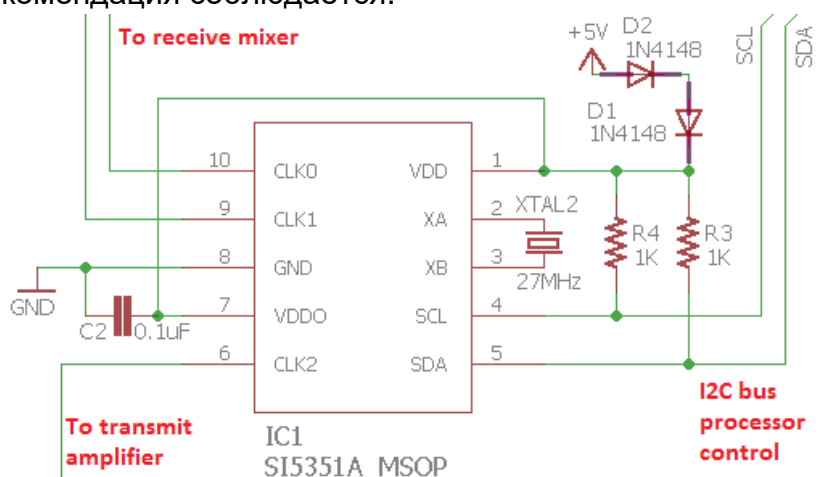 комендация соблюдается.
To receive mixer
+5V
D2
1N4148
SCL
SDA
D1
1N4148
10
CLK0
VDD
1
9
CLK1
XA
2
XTAL2
8
GND
XB
3
27MHz
R4
1K
R3
1K
GND
C2
0.1uF
7
VDDO
SCL
4
6
CLK2
SDA
5
To transmit
amplifier
IC1
SI5351A MSOP
I2C bus
processor
control